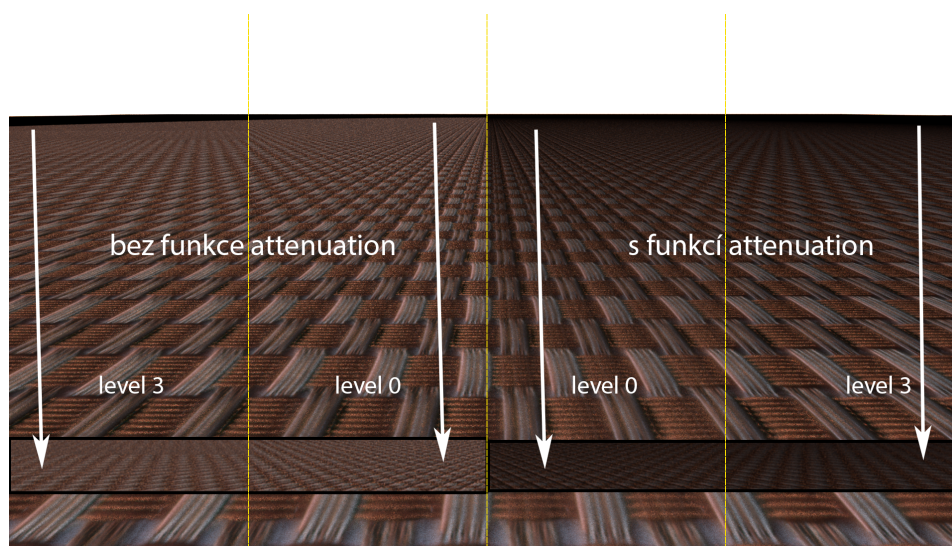 bez funkce attenuation
s funkcí attenuation
level 3
level 0
level 0
level 3